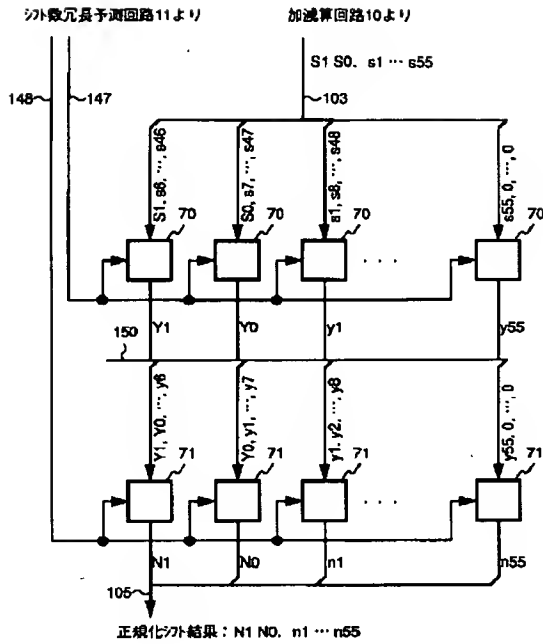 シフト数冗長予測回路11より
加減算回路10より
S1 S0. s1 … s55
148
147
103
S1, s6, …, s46
S0, s7, …, s47
s1, s8, …, s48
s55, 0, …, 0
70
70
70
70
. . .
Y1
Y0
y1
y55
150
Y1, Y0, …, y6
Y0, y1, …, y7
y1, y2, …, y8
y55, 0, …, 0
71
71
71
71
. . .
N1
N0
n1
n55
105
正規化シフト結果：N1 N0. n1 … n55